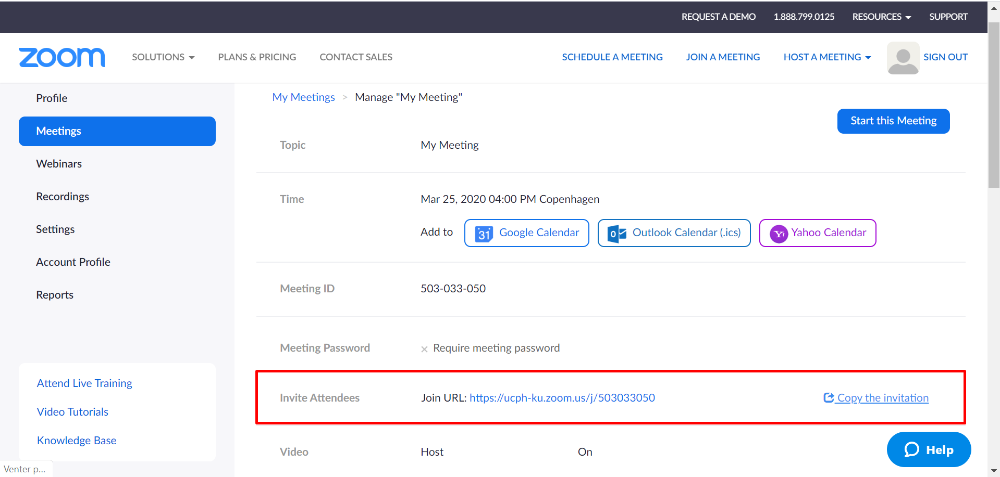 REQUEST A DEMO 1.888.799.0125 RESOURCES SUPPORT
zoom SOLUTIONS PLANS & PRICING CONTACT SALES SCHEDULE A MEETING JOIN A MEETING HOST A MEETING SIGN OUT
Profile
Meetings
Webinars
Recordings
Settings
Account Profile
Reports
Attend Live Training
Video Tutorials
Knowledge Base
Venter p...
My Meetings > Manage "My Meeting"
Start this Meeting
Topic My Meeting
Time Mar 25, 2020 04:00 PM Copenhagen
Add to 31 Google Calendar Outlook Calendar (.ics) Y! Yahoo Calendar
Meeting ID 503-033-050
Meeting Password × Require meeting password
Invite Attendees Join URL: https://ucph-ku.zoom.us/j/503033050 Copy the invitation
Video Host On
Help